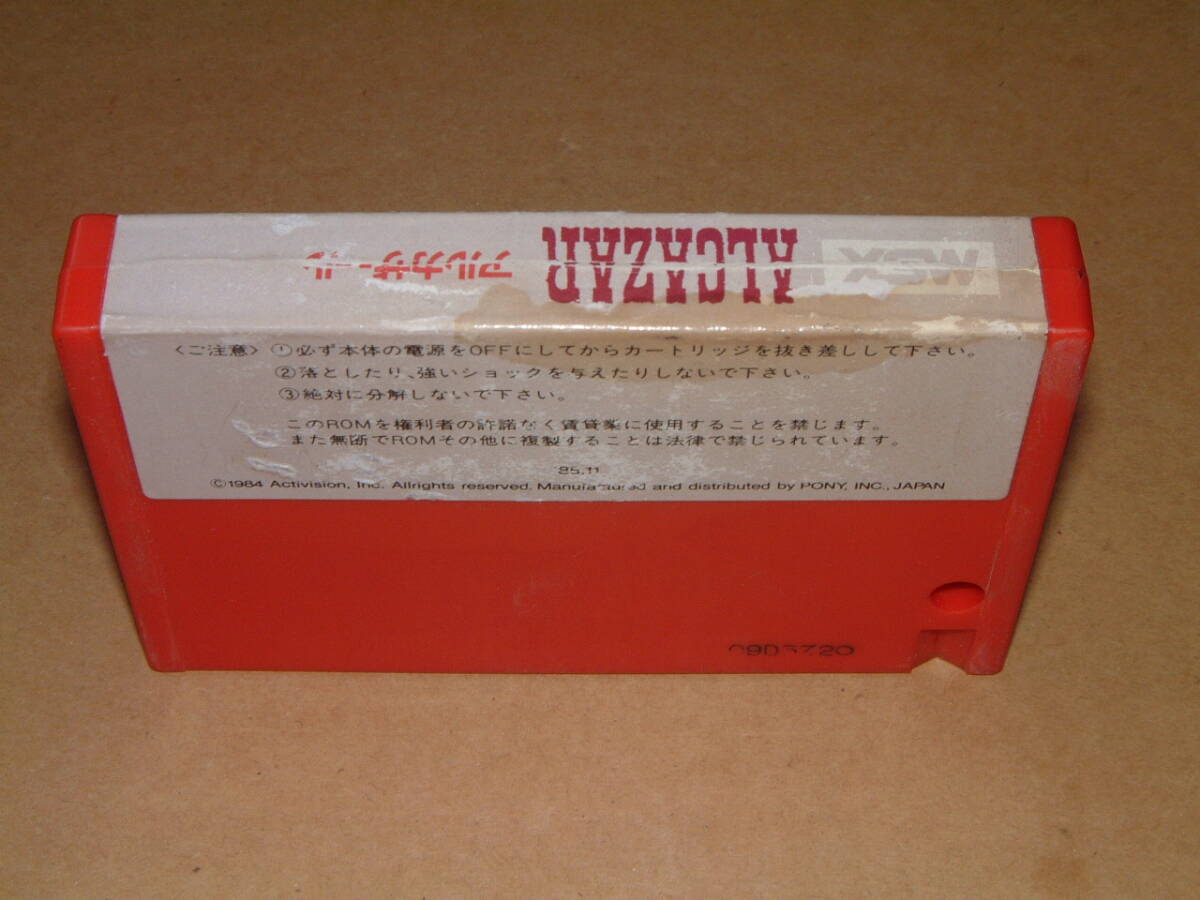 MSX
ALCAZAR
アルカザール
〈ご注意〉①必ず本体の電源をOFFにしてからカートリッジを抜き差しして下さい。
②落としたり、強いショックを与えたりしないで下さい。
③絶対に分解しないで下さい。
このROMを権利者の許諾なく賃貸業に使用することを禁じます。
また無断でROMその他に複製することは法律で禁じられています。
85.11
©1984 Activision, Inc. Allrights reserved. Manufactured and distributed by PONY, INC., JAPAN